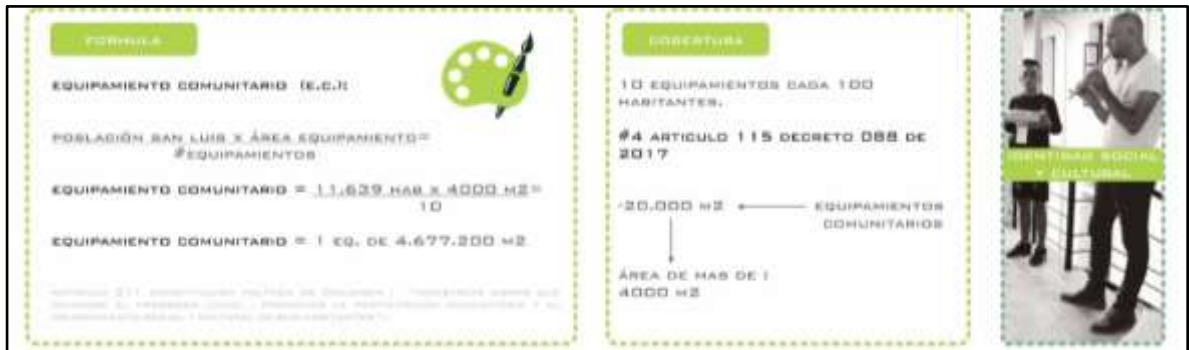 FORMULA
EQUIPAMIENTO COMUNITARIO (E.C.):
POBLACIÓN SAN LUIS X ÁREA EQUIPAMIENTO=
#EQUIPAMIENTOS
EQUIPAMIENTO COMUNITARIO = 11.639 HAB X 4000 M2=
10
EQUIPAMIENTO COMUNITARIO = 1 EQ. DE 4.677.200 M2
COBERTURA
10 EQUIPAMIENTOS CADA 100
HABITANTES.
#4 ARTICULO 115 DECRETO 088 DE
2017
-20.000 M2
EQUIPAMIENTOS
COMUNITARIOS
ÁREA DE MAS DE
4000 M2
IDENTIDAD SOCIAL
Y CULTURAL